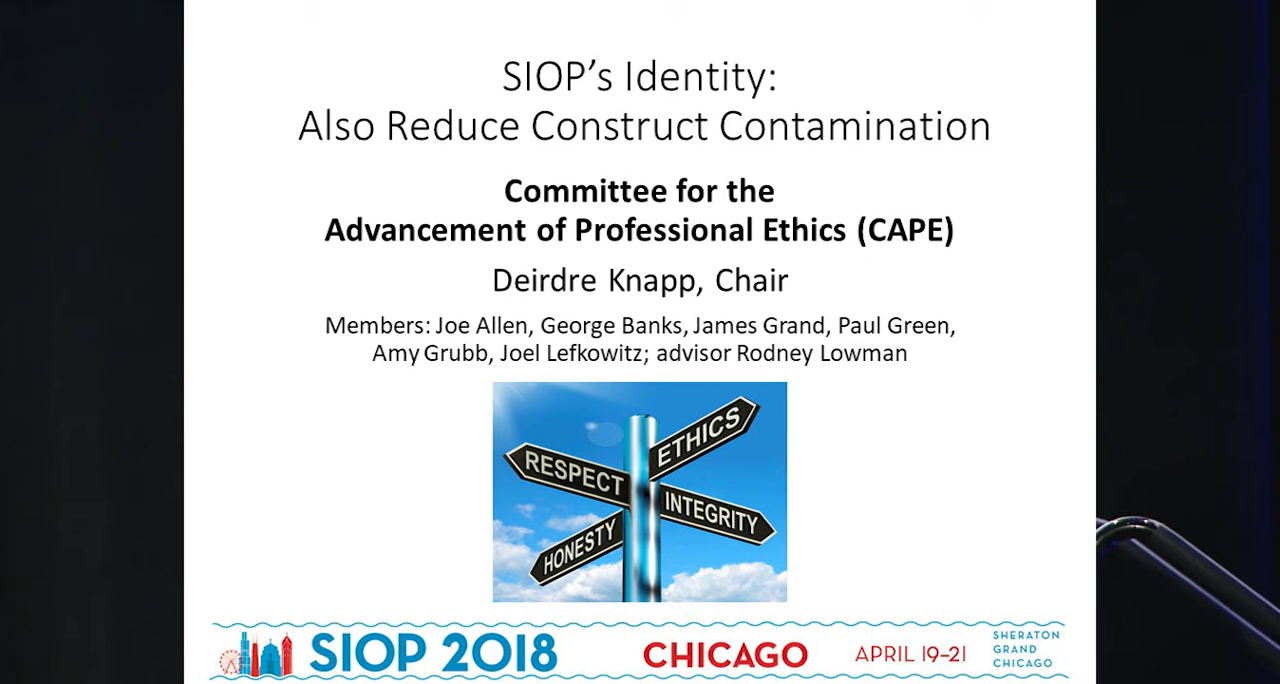 SIOP’s Identity:
Also Reduce Construct Contamination
Committee for the
Advancement of Professional Ethics (CAPE)
Deirdre Knapp, Chair
Members: Joe Allen, George Banks, James Grand, Paul Green,
Amy Grubb, Joel Lefkowitz; advisor Rodney Lowman
ETHICS
RESPECT
INTEGRITY
HONESTY
SIOP 2018
CHICAGO
APRIL 19–21
SHERATON
GRAND
CHICAGO